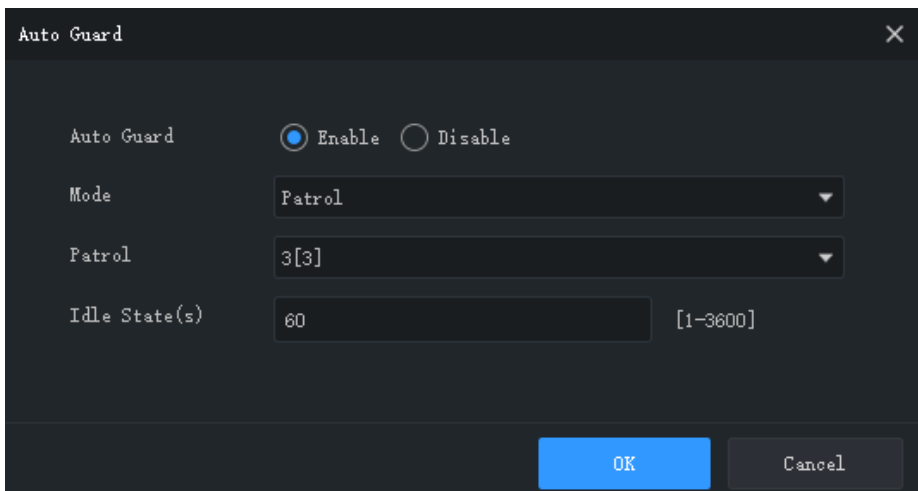 Auto Guard
Auto Guard Enable Disable
Mode Patrol
Patrol 3[3]
Idle State(s) 60 [1-3600]
OK Cancel